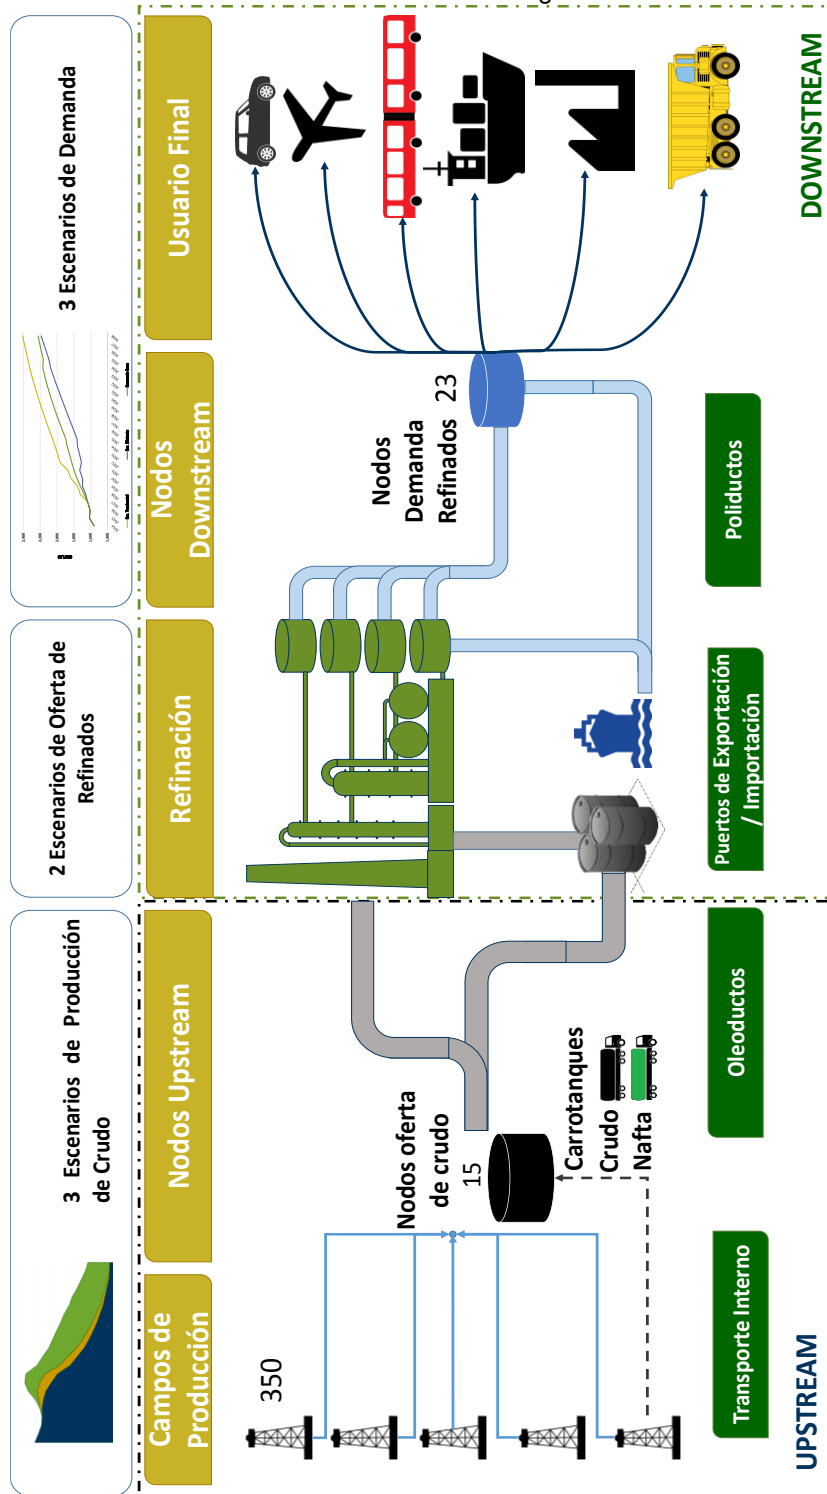 3 Escenarios de Producción
de Crudo
2 Escenarios de Oferta de
Refinados
3 Escenarios de Demanda
Campos de
Producción
Nodos Upstream
Refinación
Nodos
Downstream
Usuario Final
350
Nodos oferta
de crudo
15
Carrotanques
Crudo
Nafta
Nodos
Demanda
Refinados
23
Transporte Interno
Oleoductos
Puertos de Exportación
/ Importación
Poliductos
UPSTREAM
DOWNSTREAM